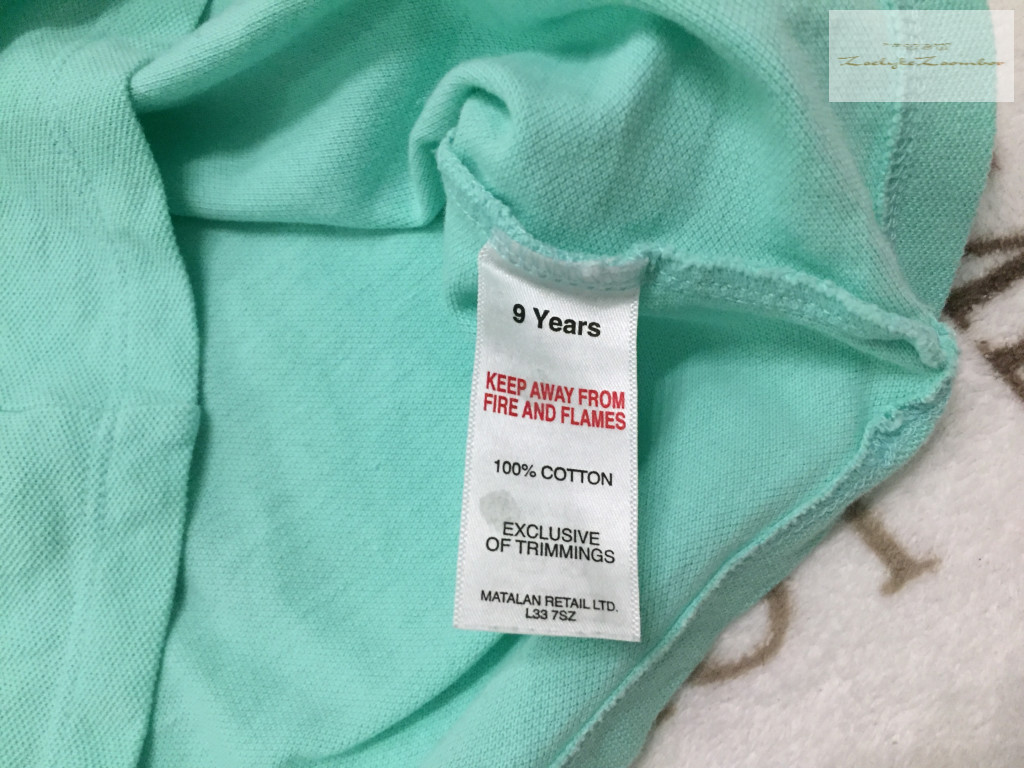 9 Years
KEEP AWAY FROM
FIRE AND FLAMES
100% COTTON
EXCLUSIVE
OF TRIMMINGS
MATALAN RETAIL LTD.
L33 7SZ